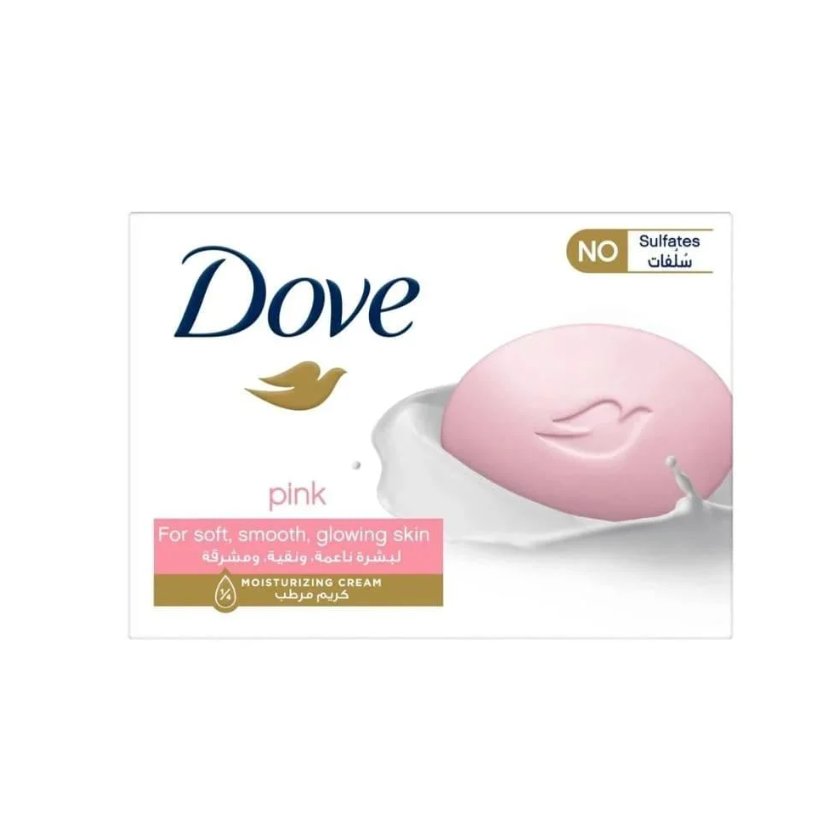 Dove
NO Sulfates
سُلفات
pink
For soft, smooth, glowing skin
لبشرة ناعمة، ونقية، ومشرقة
¼ MOISTURIZING CREAM
كريم مرطب